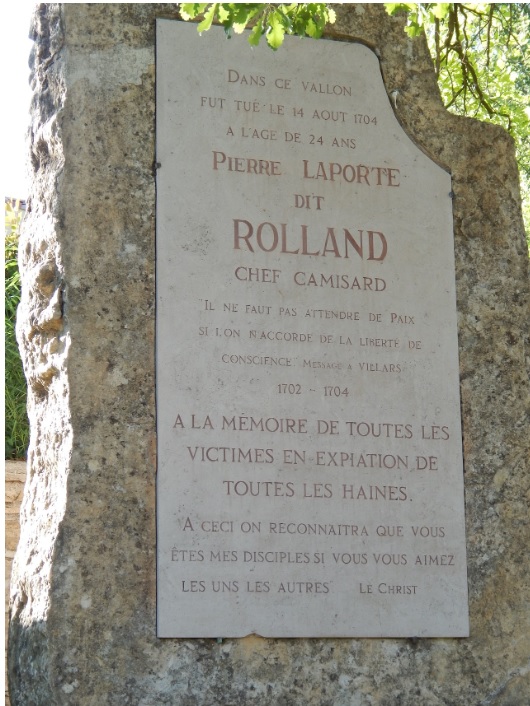 DANS CE VALLON
FUT TUÉ LE 14 AOUT 1704
A L'AGE DE 24 ANS
PIERRE LAPORTE
DIT
ROLLAND
CHEF CAMISARD
IL NE FAUT PAS ATTENDRE DE PAIX
SI L'ON N'ACCORDE DE LA LIBERTE DE
CONSCIENCE MESSAGE A VILLARS
1702 - 1704
A LA MÉMOIRE DE TOUTES LES
VICTIMES EN EXPIATION DE
TOUTES LES HAINES.
A CECI ON RECONNAITRA QUE VOUS
ÊTES MES DISCIPLES SI VOUS VOUS AIMEZ
LES UNS LES AUTRES LE CHRIST